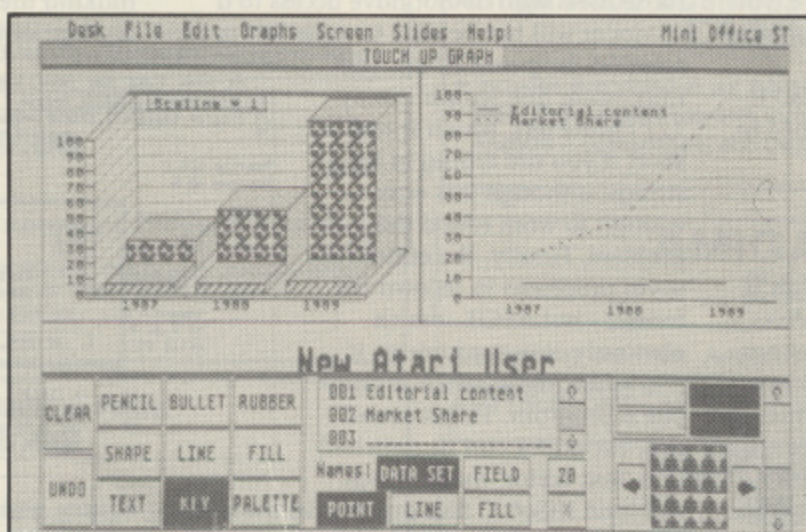 Desk File Edit Graphs Screen Slides Help! Mini Office ST
TOUCH UP GRAPH
Scaling * 1
100
90
80
70
60
50
40
30
20
10
0
1987 1988 1989
100
90
80
70
60
50
40
30
20
10
0
Editorial content
Market Share
1987 1988 1989
New Atari User
CLEAR PENCIL BULLET RUBBER
SHAPE LINE FILL
UNDO TEXT KEY PALETTE
001 Editorial content
002 Market Share
003
Names: DATA SET FIELD 20
POINT LINE FILL X